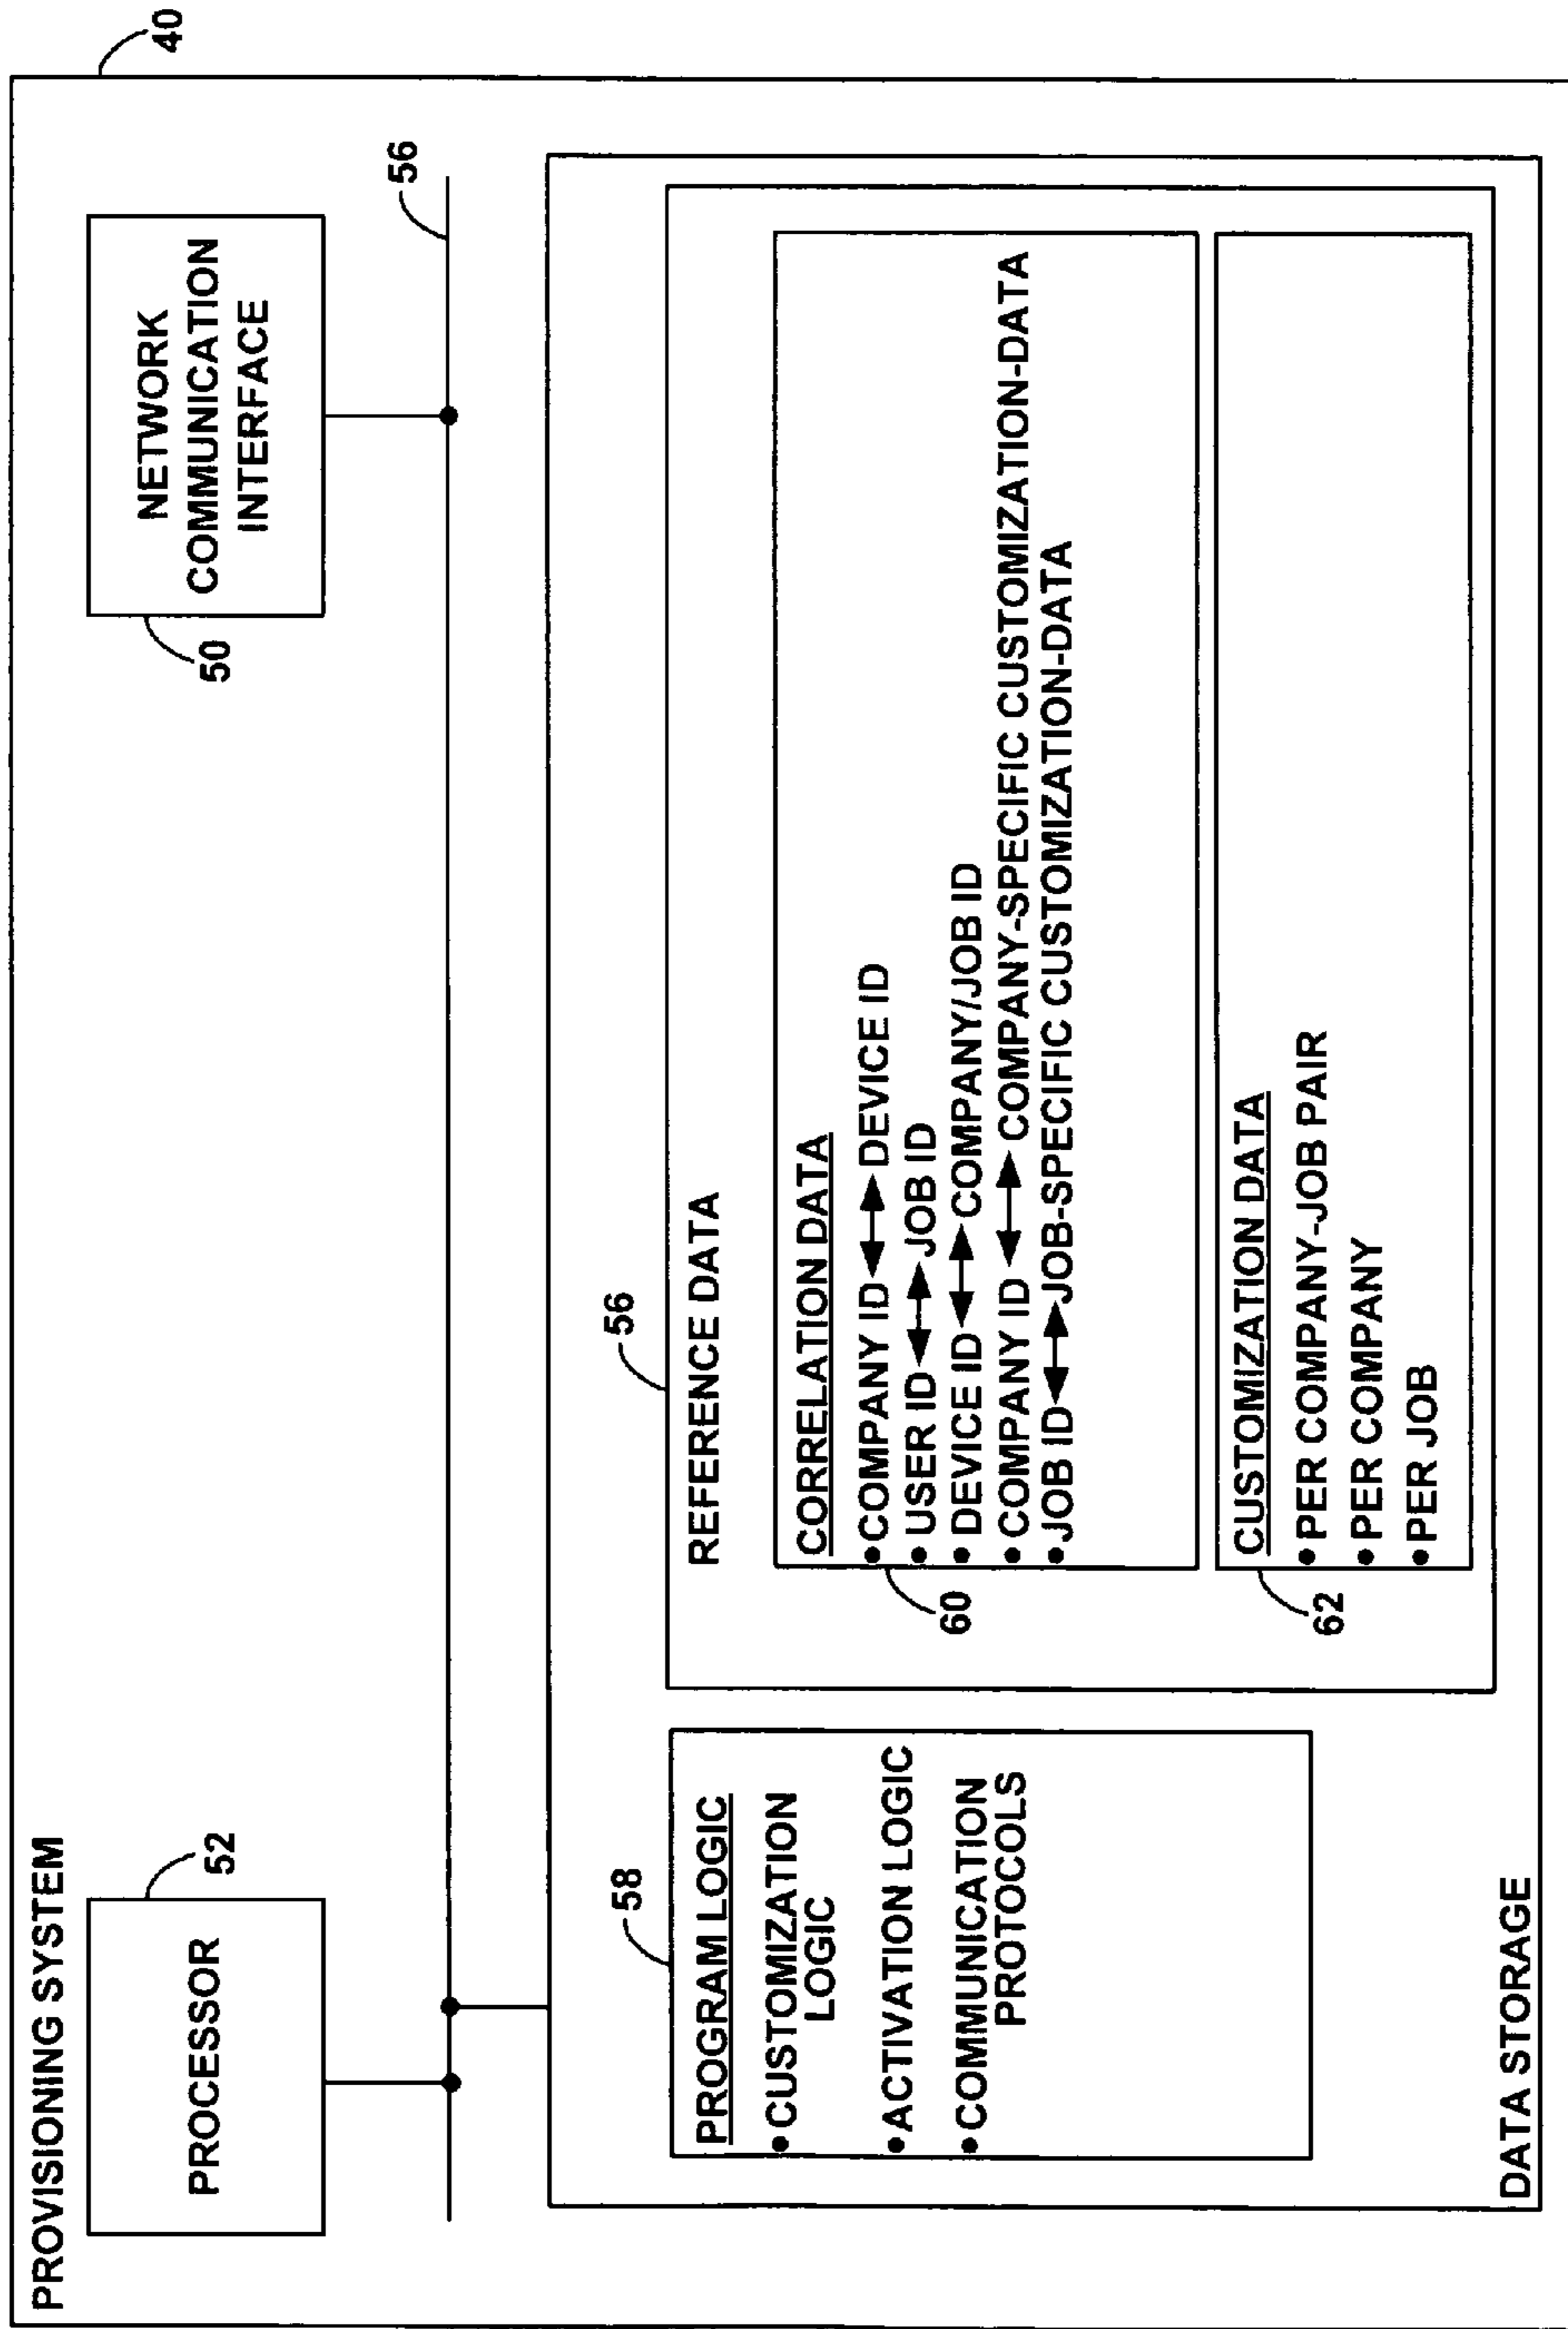 PROVISIONING SYSTEM
40
PROCESSOR
52
NETWORK
COMMUNICATION
INTERFACE
50
56
58
PROGRAM LOGIC
•CUSTOMIZATION
LOGIC
•ACTIVATION LOGIC
•COMMUNICATION
PROTOCOLS
56
REFERENCE DATA
CORRELATION DATA
•COMPANY ID ◄—► DEVICE ID
•USER ID ◄—► JOB ID
•DEVICE ID ◄—► COMPANY/JOB ID
•COMPANY ID ◄—► COMPANY-SPECIFIC CUSTOMIZATION-DATA
•JOB ID ◄—► JOB-SPECIFIC CUSTOMIZATION-DATA
60
CUSTOMIZATION DATA
•PER COMPANY-JOB PAIR
•PER COMPANY
•PER JOB
62
DATA STORAGE